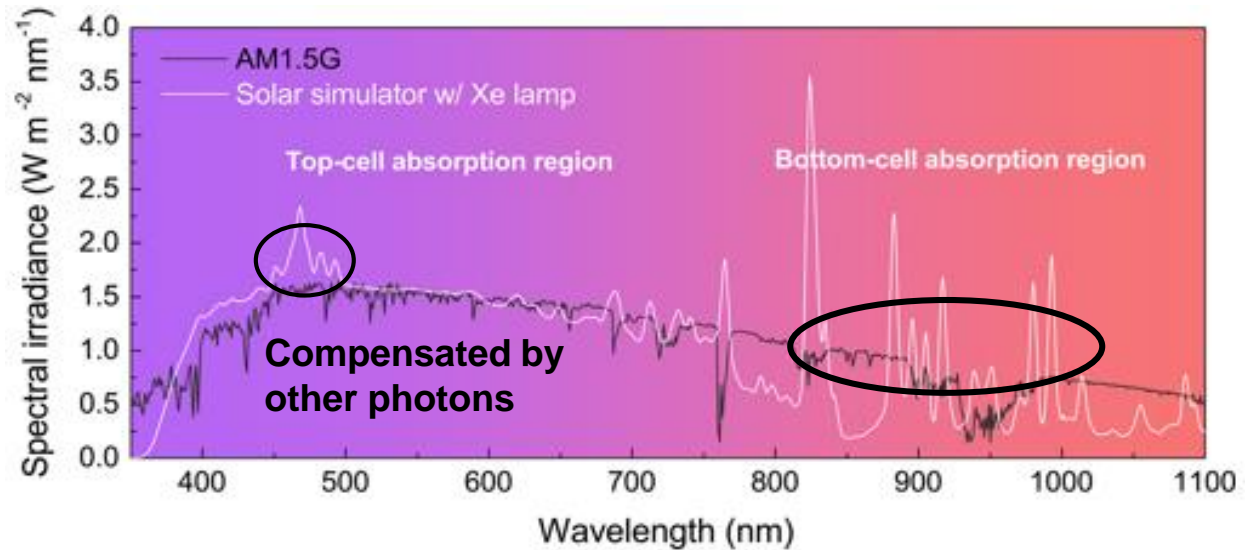 4.0
3.5
3.0
2.5
2.0
1.5
1.0
0.5
0.0
Spectral irradiance (W m⁻² nm⁻¹)
AM1.5G
Solar simulator w/ Xe lamp
Top-cell absorption region
Bottom-cell absorption region
Compensated by
other photons
400 500 600 700 800 900 1000 1100
Wavelength (nm)